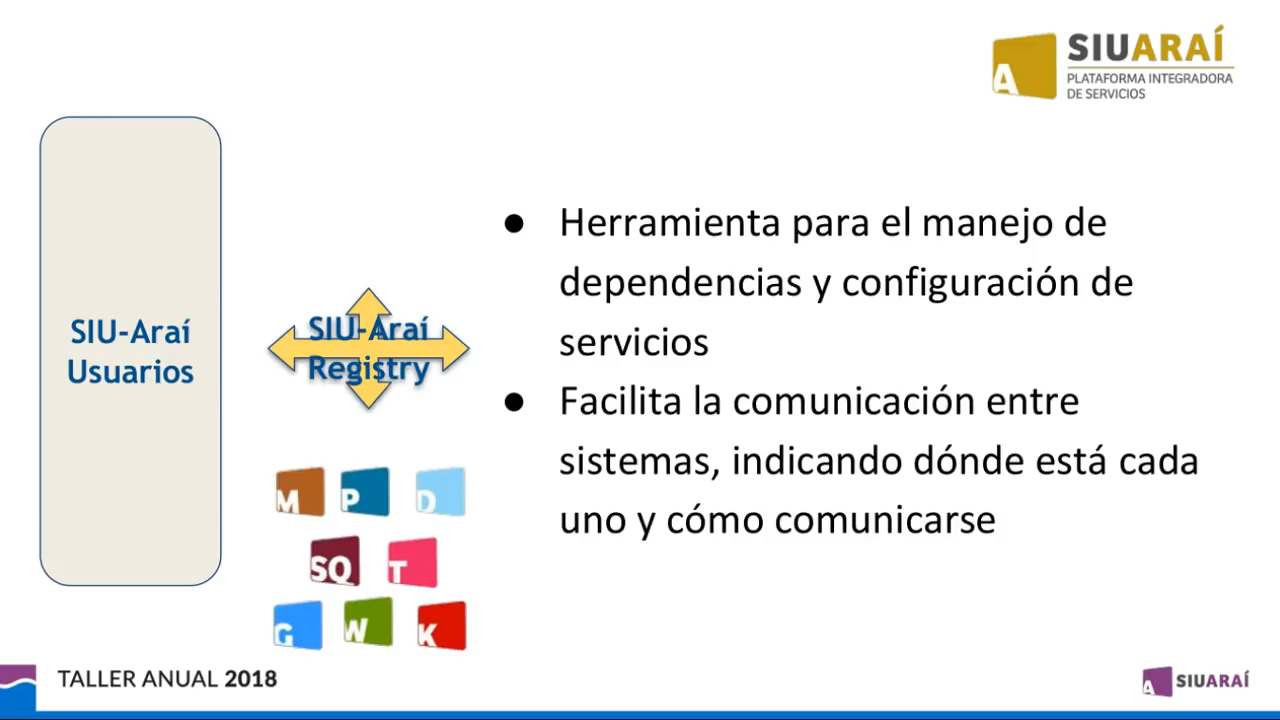 SIUARAÍ
PLATAFORMA INTEGRADORA
DE SERVICIOS
A
SIU-Araí
Usuarios
SIU-Araí
Registry
● Herramienta para el manejo de
dependencias y configuración de
servicios
● Facilita la comunicación entre
sistemas, indicando dónde está cada
uno y cómo comunicarse
M P D
SQ T
G W K
TALLER ANUAL 2018
A SIUARAÍ